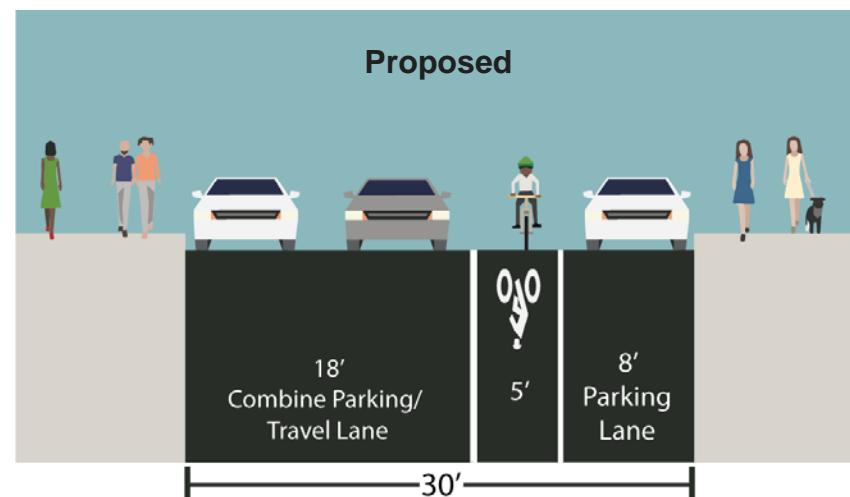 Proposed
18′
Combine Parking/
Travel Lane
5′
8′
Parking
Lane
30′